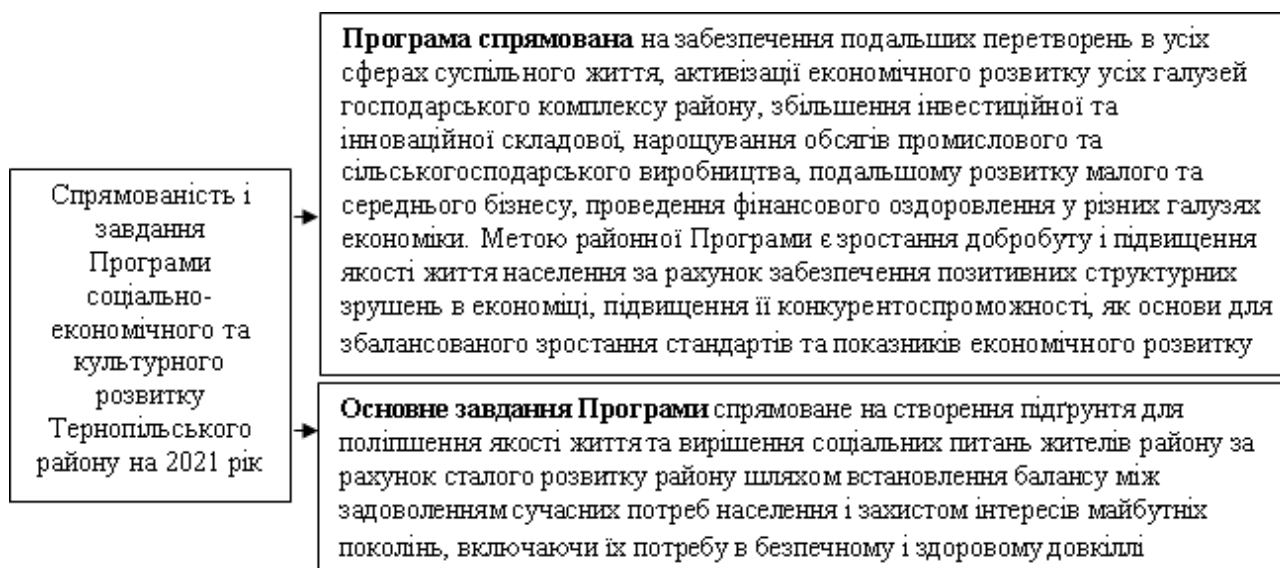 Спрямованість і
завдання
Програми
соціально-
економічного та
культурного
розвитку
Тернопільського
району на 2021 рік
Програма спрямована на забезпечення подальших перетворень в усіх
сферах суспільного життя, активізації економічного розвитку усіх галузей
господарського комплексу району, збільшення інвестиційної та
інноваційної складової, нарощування обсягів промислового та
сільськогосподарського виробництва, подальшому розвитку малого та
середнього бізнесу, проведення фінансового оздоровлення у різних галузях
економіки. Метою районної Програми є зростання добробуту і підвищення
якості життя населення за рахунок забезпечення позитивних структурних
зрушень в економіці, підвищення її конкурентоспроможності, як основи для
збалансованого зростання стандартів та показників економічного розвитку
Основне завдання Програми спрямоване на створення підґрунтя для
поліпшення якості життя та вирішення соціальних питань жителів району за
рахунок сталого розвитку району шляхом встановлення балансу між
задоволенням сучасних потреб населення і захистом інтересів майбутніх
поколінь, включаючи їх потребу в безпечному і здоровому довкіллі